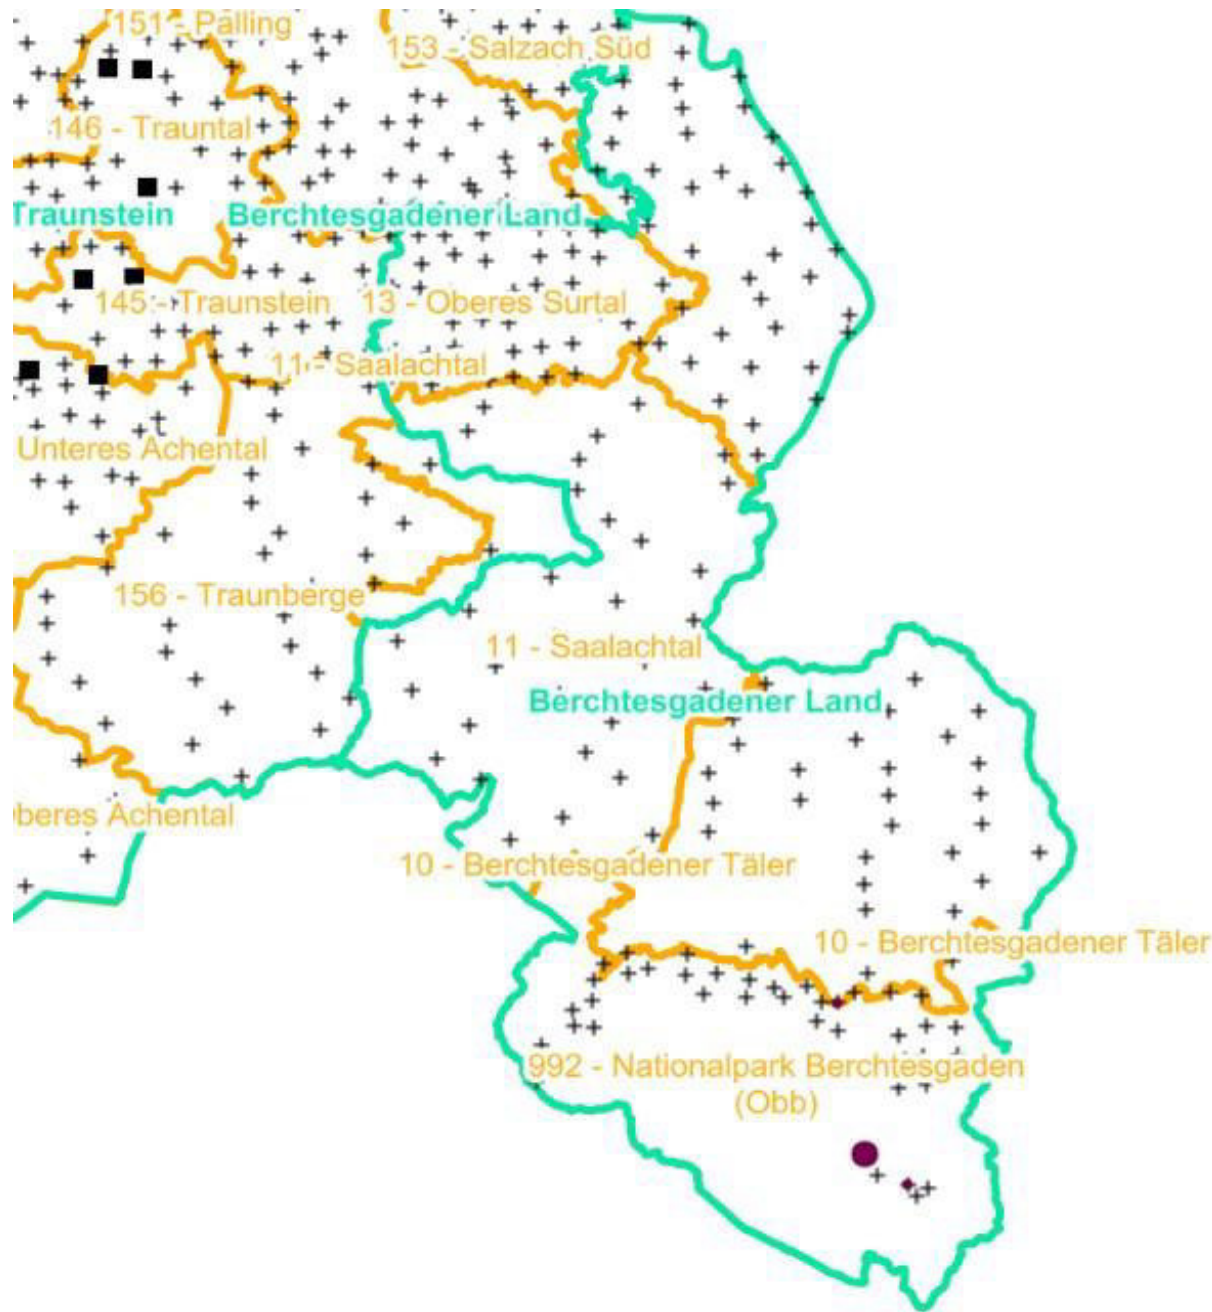 151 - Palling
153 - Salzach Süd
146 - Trauntal
Traunstein
Berchtesgadener Land
145 - Traunstein
13 - Oberes Surtal
11 - Saalachtal
Unteres Achental
156 - Traunberge
11 - Saalachtal
Berchtesgadener Land
beres Achental
10 - Berchtesgadener Täler
10 - Berchtesgadener Täler
992 - Nationalpark Berchtesgaden
(Obb)